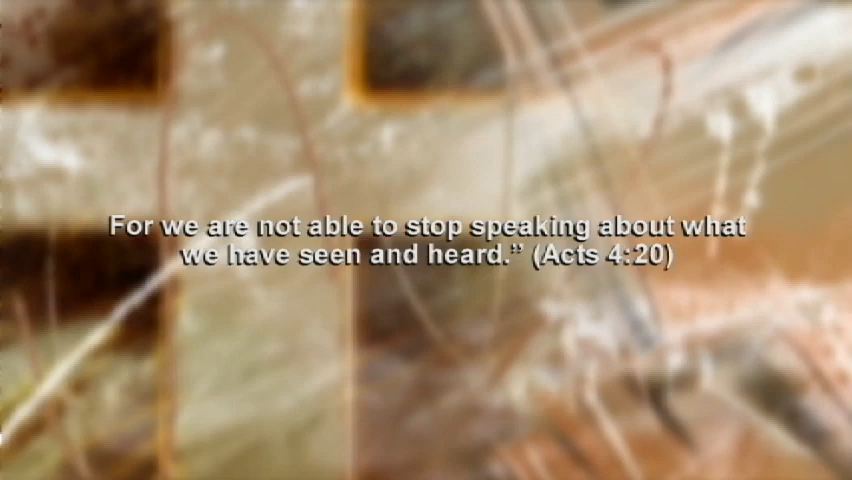 For we are not able to stop speaking about what
we have seen and heard.” (Acts 4:20)